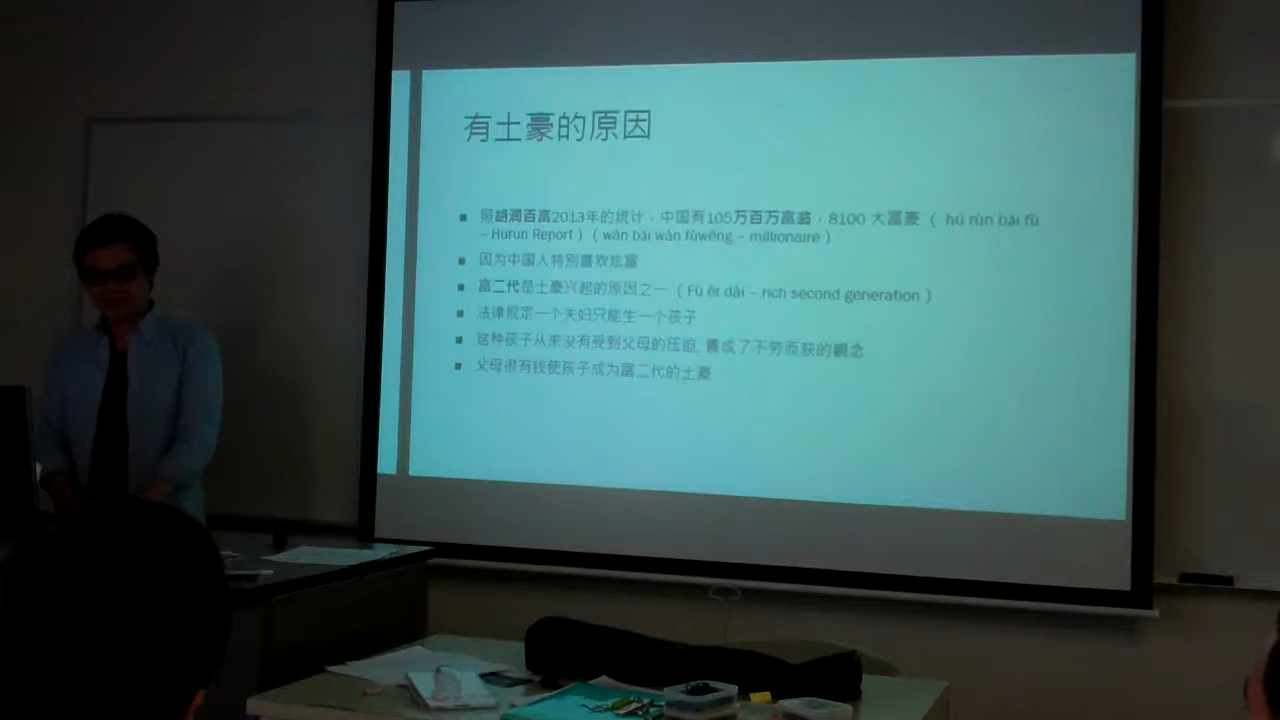 有土豪的原因
照胡润百富2013年的统计，中国有105万百万富翁，8100 大富豪 （ hú rùn bǎi fù
– Hurun Report ）（ wàn bǎi wàn fùwēng – millionaire ）
因为中国人特别喜欢炫富
富二代是土豪兴起的原因之一 （ Fù èr dài – rich second generation ）
法律规定一个夫妇只能生一个孩子
这种孩子从来没有受到父母的压迫, 養成了不劳而获的觀念
父母很有钱使孩子成为富二代的土豪